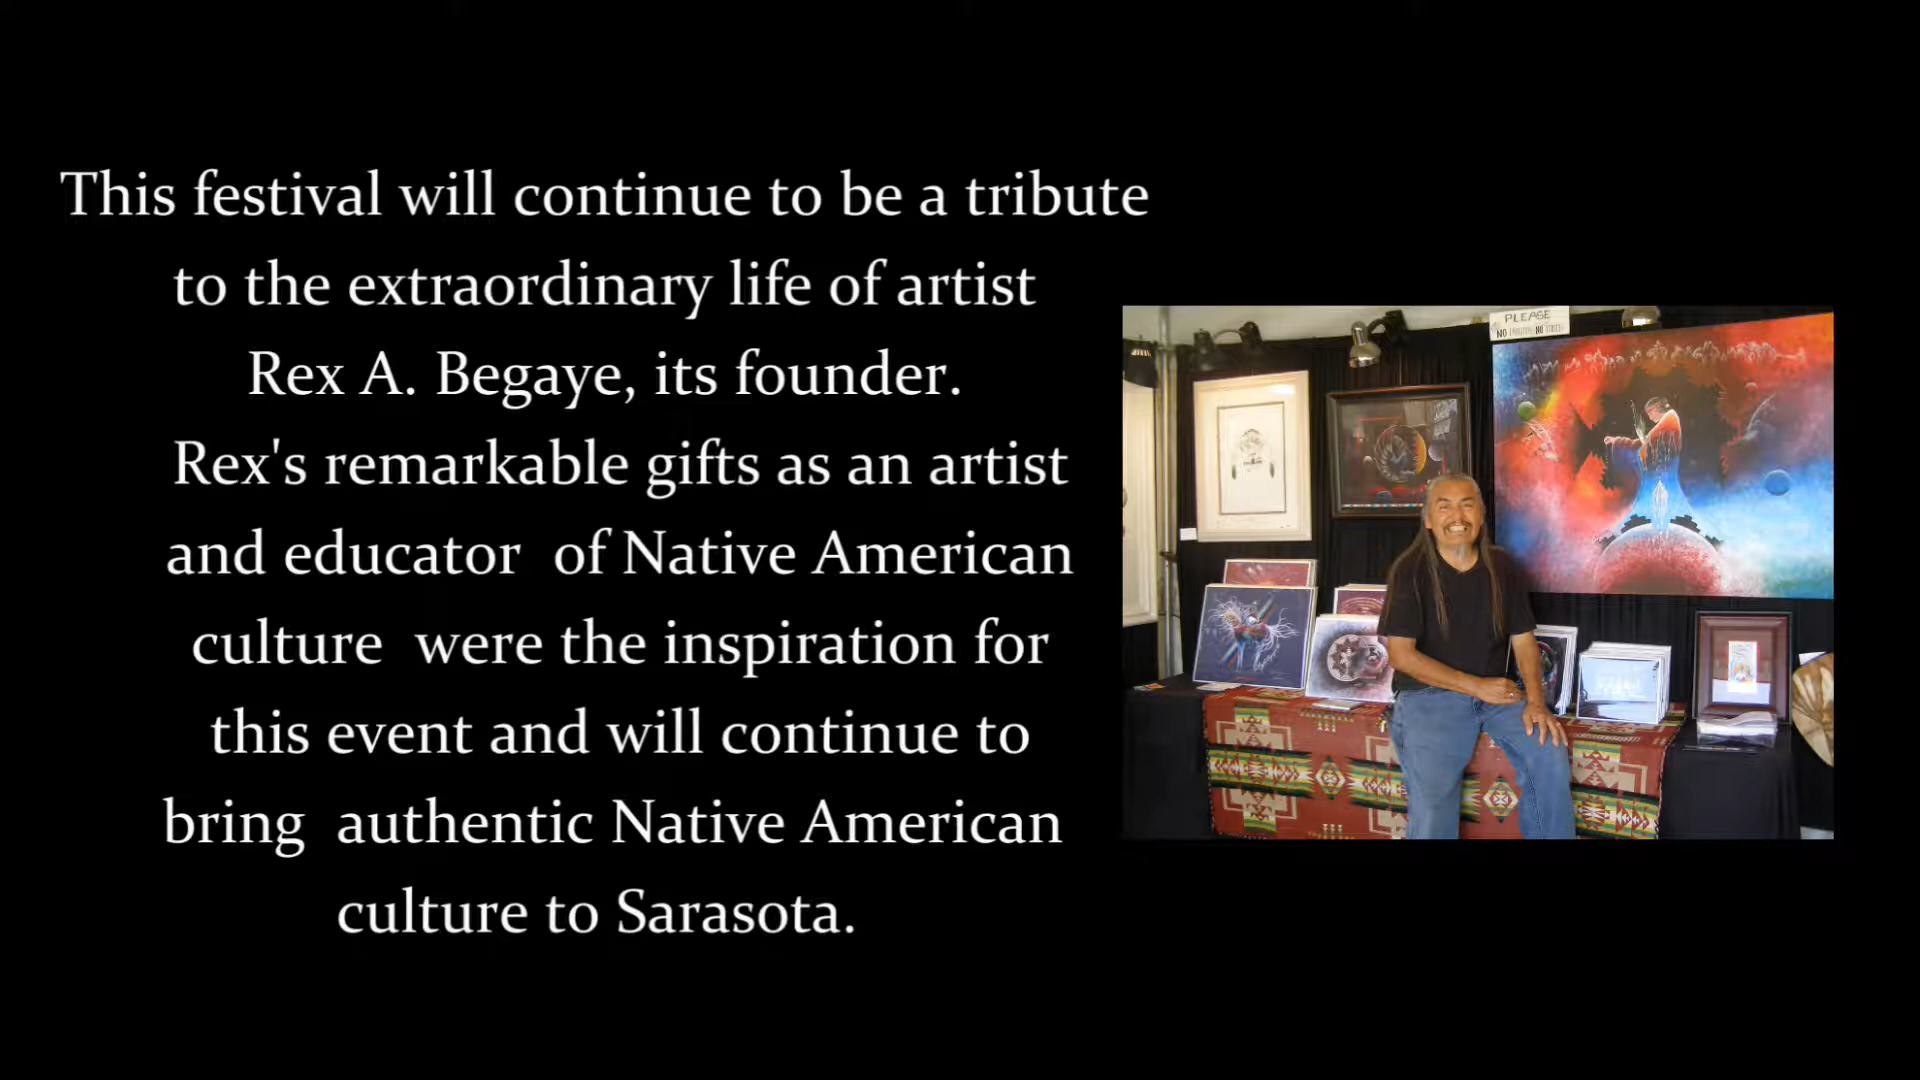 This festival will continue to be a tribute
to the extraordinary life of artist
Rex A. Begaye, its founder.
Rex's remarkable gifts as an artist
and educator of Native American
culture were the inspiration for
this event and will continue to
bring authentic Native American
culture to Sarasota.
PLEASE
NO NO